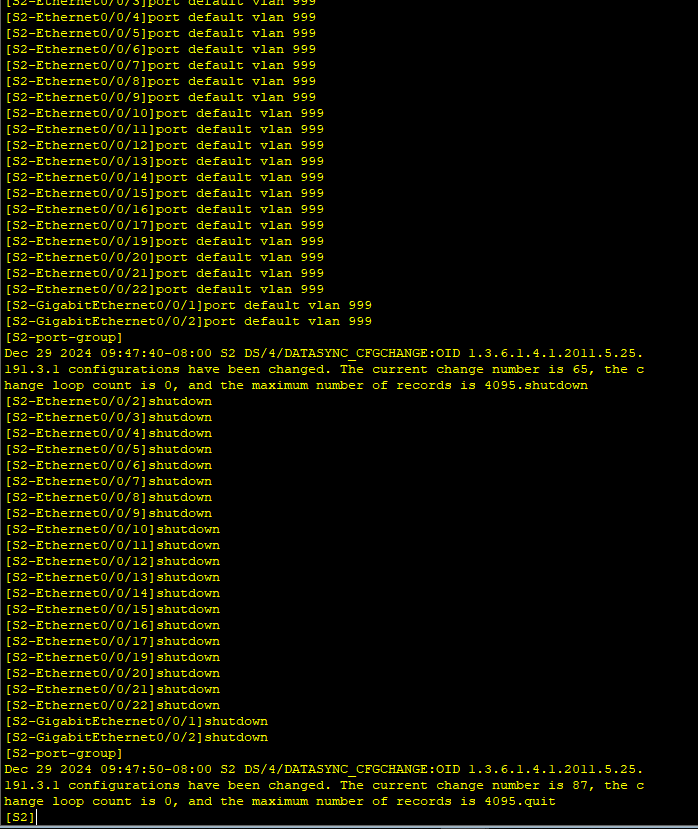 [S2-Ethernet0/0/3]port default vlan 999
[S2-Ethernet0/0/4]port default vlan 999
[S2-Ethernet0/0/5]port default vlan 999
[S2-Ethernet0/0/6]port default vlan 999
[S2-Ethernet0/0/7]port default vlan 999
[S2-Ethernet0/0/8]port default vlan 999
[S2-Ethernet0/0/9]port default vlan 999
[S2-Ethernet0/0/10]port default vlan 999
[S2-Ethernet0/0/11]port default vlan 999
[S2-Ethernet0/0/12]port default vlan 999
[S2-Ethernet0/0/13]port default vlan 999
[S2-Ethernet0/0/14]port default vlan 999
[S2-Ethernet0/0/15]port default vlan 999
[S2-Ethernet0/0/16]port default vlan 999
[S2-Ethernet0/0/17]port default vlan 999
[S2-Ethernet0/0/19]port default vlan 999
[S2-Ethernet0/0/20]port default vlan 999
[S2-Ethernet0/0/21]port default vlan 999
[S2-Ethernet0/0/22]port default vlan 999
[S2-GigabitEthernet0/0/1]port default vlan 999
[S2-GigabitEthernet0/0/2]port default vlan 999
[S2-port-group]
Dec 29 2024 09:47:40-08:00 S2 DS/4/DATASYNC_CFGCHANGE:OID 1.3.6.1.4.1.2011.5.25.
191.3.1 configurations have been changed. The current change number is 65, the c
hange loop count is 0, and the maximum number of records is 4095.shutdown
[S2-Ethernet0/0/2]shutdown
[S2-Ethernet0/0/3]shutdown
[S2-Ethernet0/0/4]shutdown
[S2-Ethernet0/0/5]shutdown
[S2-Ethernet0/0/6]shutdown
[S2-Ethernet0/0/7]shutdown
[S2-Ethernet0/0/8]shutdown
[S2-Ethernet0/0/9]shutdown
[S2-Ethernet0/0/10]shutdown
[S2-Ethernet0/0/11]shutdown
[S2-Ethernet0/0/12]shutdown
[S2-Ethernet0/0/13]shutdown
[S2-Ethernet0/0/14]shutdown
[S2-Ethernet0/0/15]shutdown
[S2-Ethernet0/0/16]shutdown
[S2-Ethernet0/0/17]shutdown
[S2-Ethernet0/0/19]shutdown
[S2-Ethernet0/0/20]shutdown
[S2-Ethernet0/0/21]shutdown
[S2-Ethernet0/0/22]shutdown
[S2-GigabitEthernet0/0/1]shutdown
[S2-GigabitEthernet0/0/2]shutdown
[S2-port-group]
Dec 29 2024 09:47:50-08:00 S2 DS/4/DATASYNC_CFGCHANGE:OID 1.3.6.1.4.1.2011.5.25.
191.3.1 configurations have been changed. The current change number is 87, the c
hange loop count is 0, and the maximum number of records is 4095.quit
[S2]